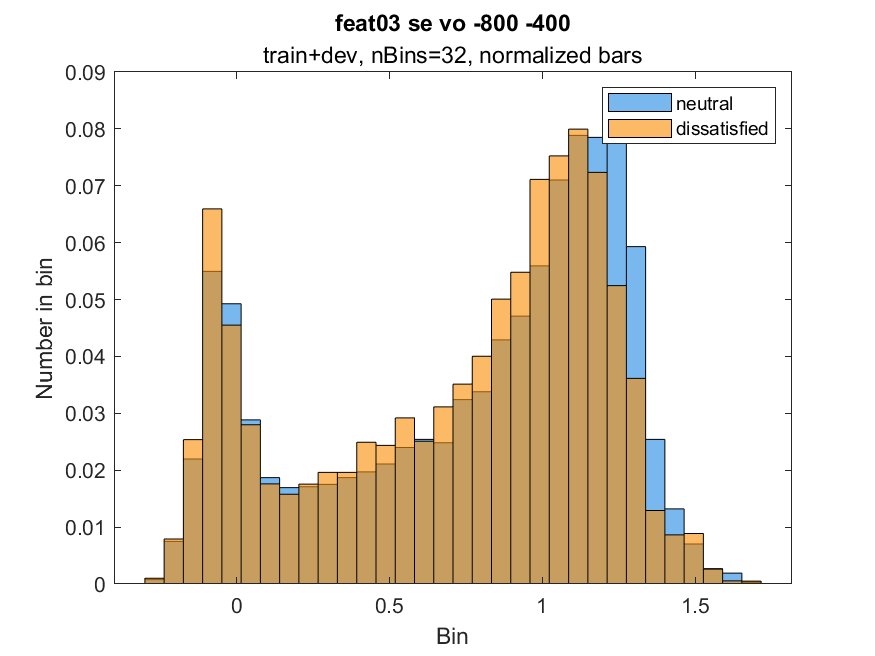 feat03 se vo -800 -400
train+dev, nBins=32, normalized bars
0.09
0.08
0.07
0.06
0.05
0.04
0.03
0.02
0.01
0
Number in bin
neutral
dissatisfied
0 0.5 1 1.5
Bin